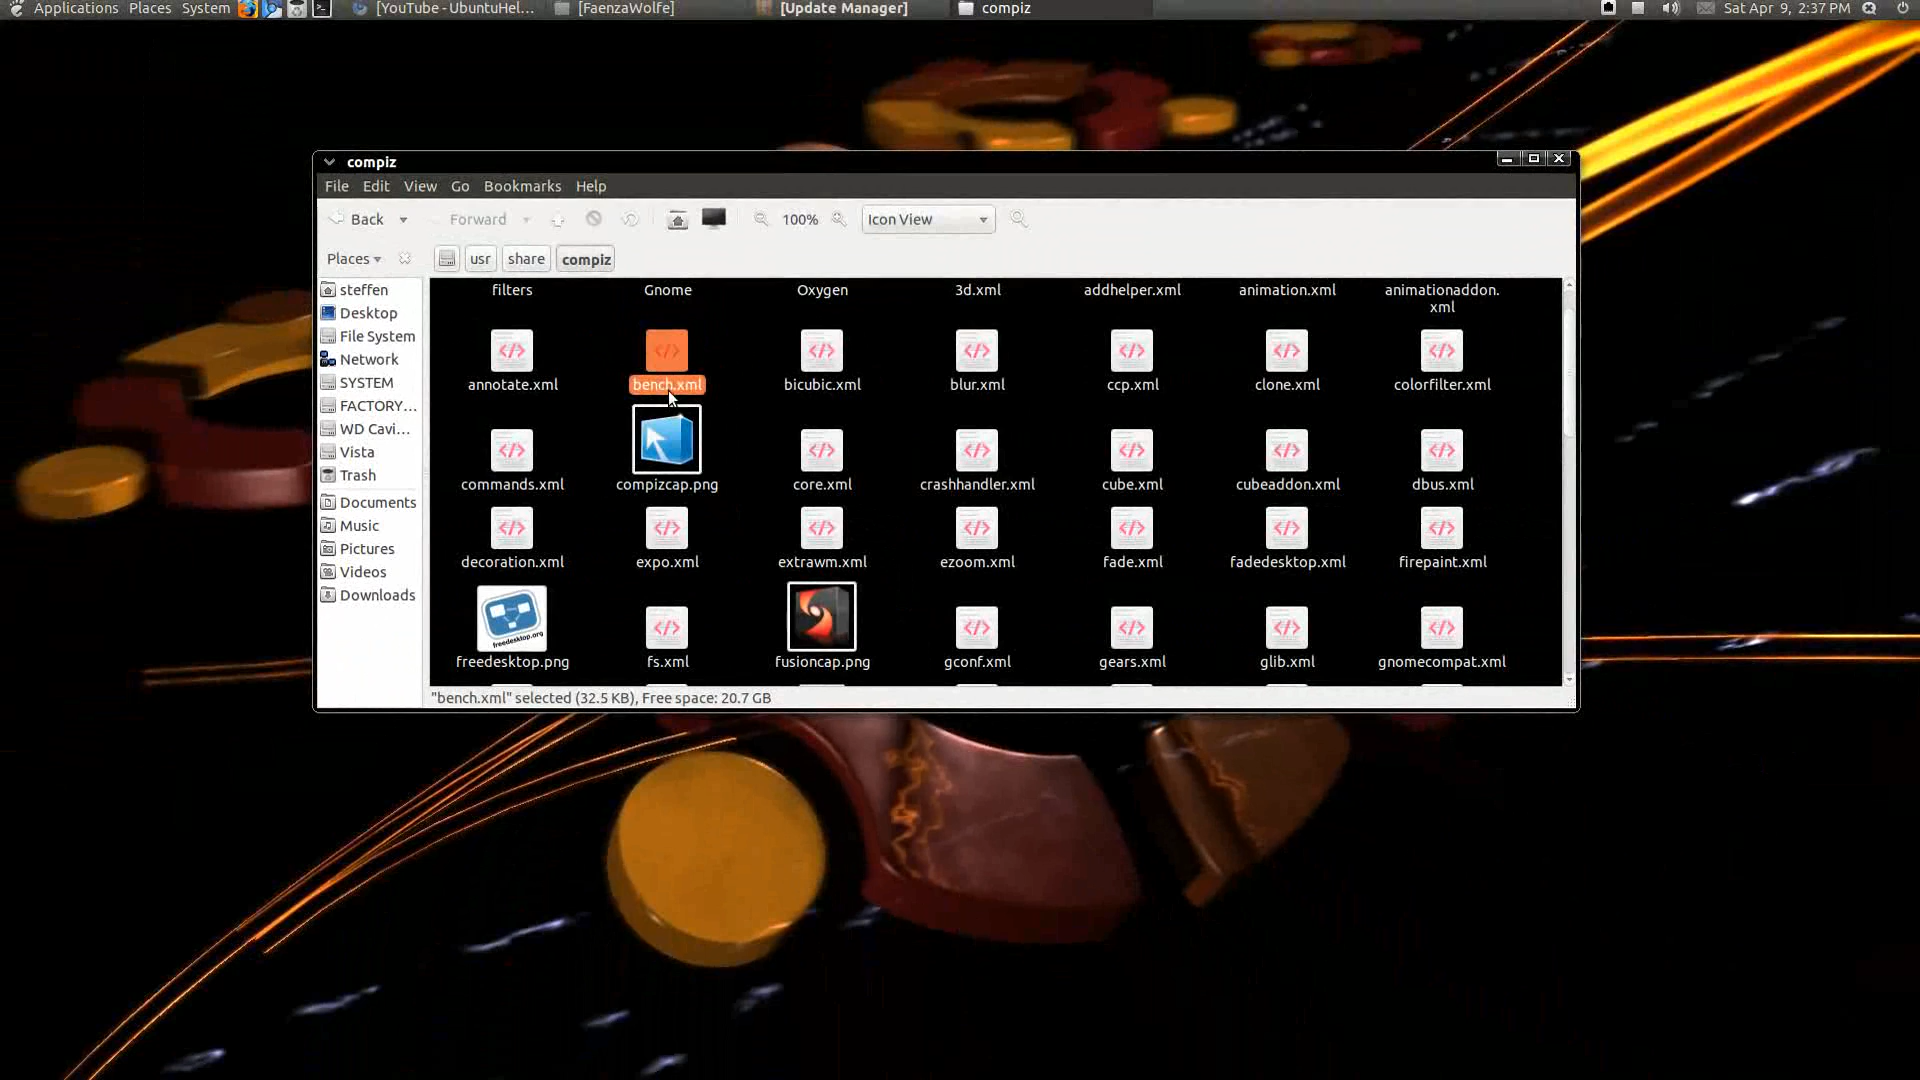 Applications Places System [YouTube - UbuntuHel... [FaenzaWolfe] [Update Manager] compiz Sat Apr 9, 2:37 PM
compiz
File Edit View Go Bookmarks Help
Back Forward 100% Icon View
Places usr share compiz
steffen
Desktop
File System
Network
SYSTEM
FACTORY...
WD Cavi...
Vista
Trash
Documents
Music
Pictures
Videos
Downloads
filters Gnome Oxygen 3d.xml addhelper.xml animation.xml animationaddon.
xml
annotate.xml bench.xml bicubic.xml blur.xml ccp.xml clone.xml colorfilter.xml
commands.xml compizcap.png core.xml crashhandler.xml cube.xml cubeaddon.xml dbus.xml
decoration.xml expo.xml extrawm.xml ezoom.xml fade.xml fadedesktop.xml firepaint.xml
freedesktop.org
freedesktop.png fs.xml fusioncap.png gconf.xml gears.xml glib.xml gnomecompat.xml
"bench.xml" selected (32.5 KB), Free space: 20.7 GB